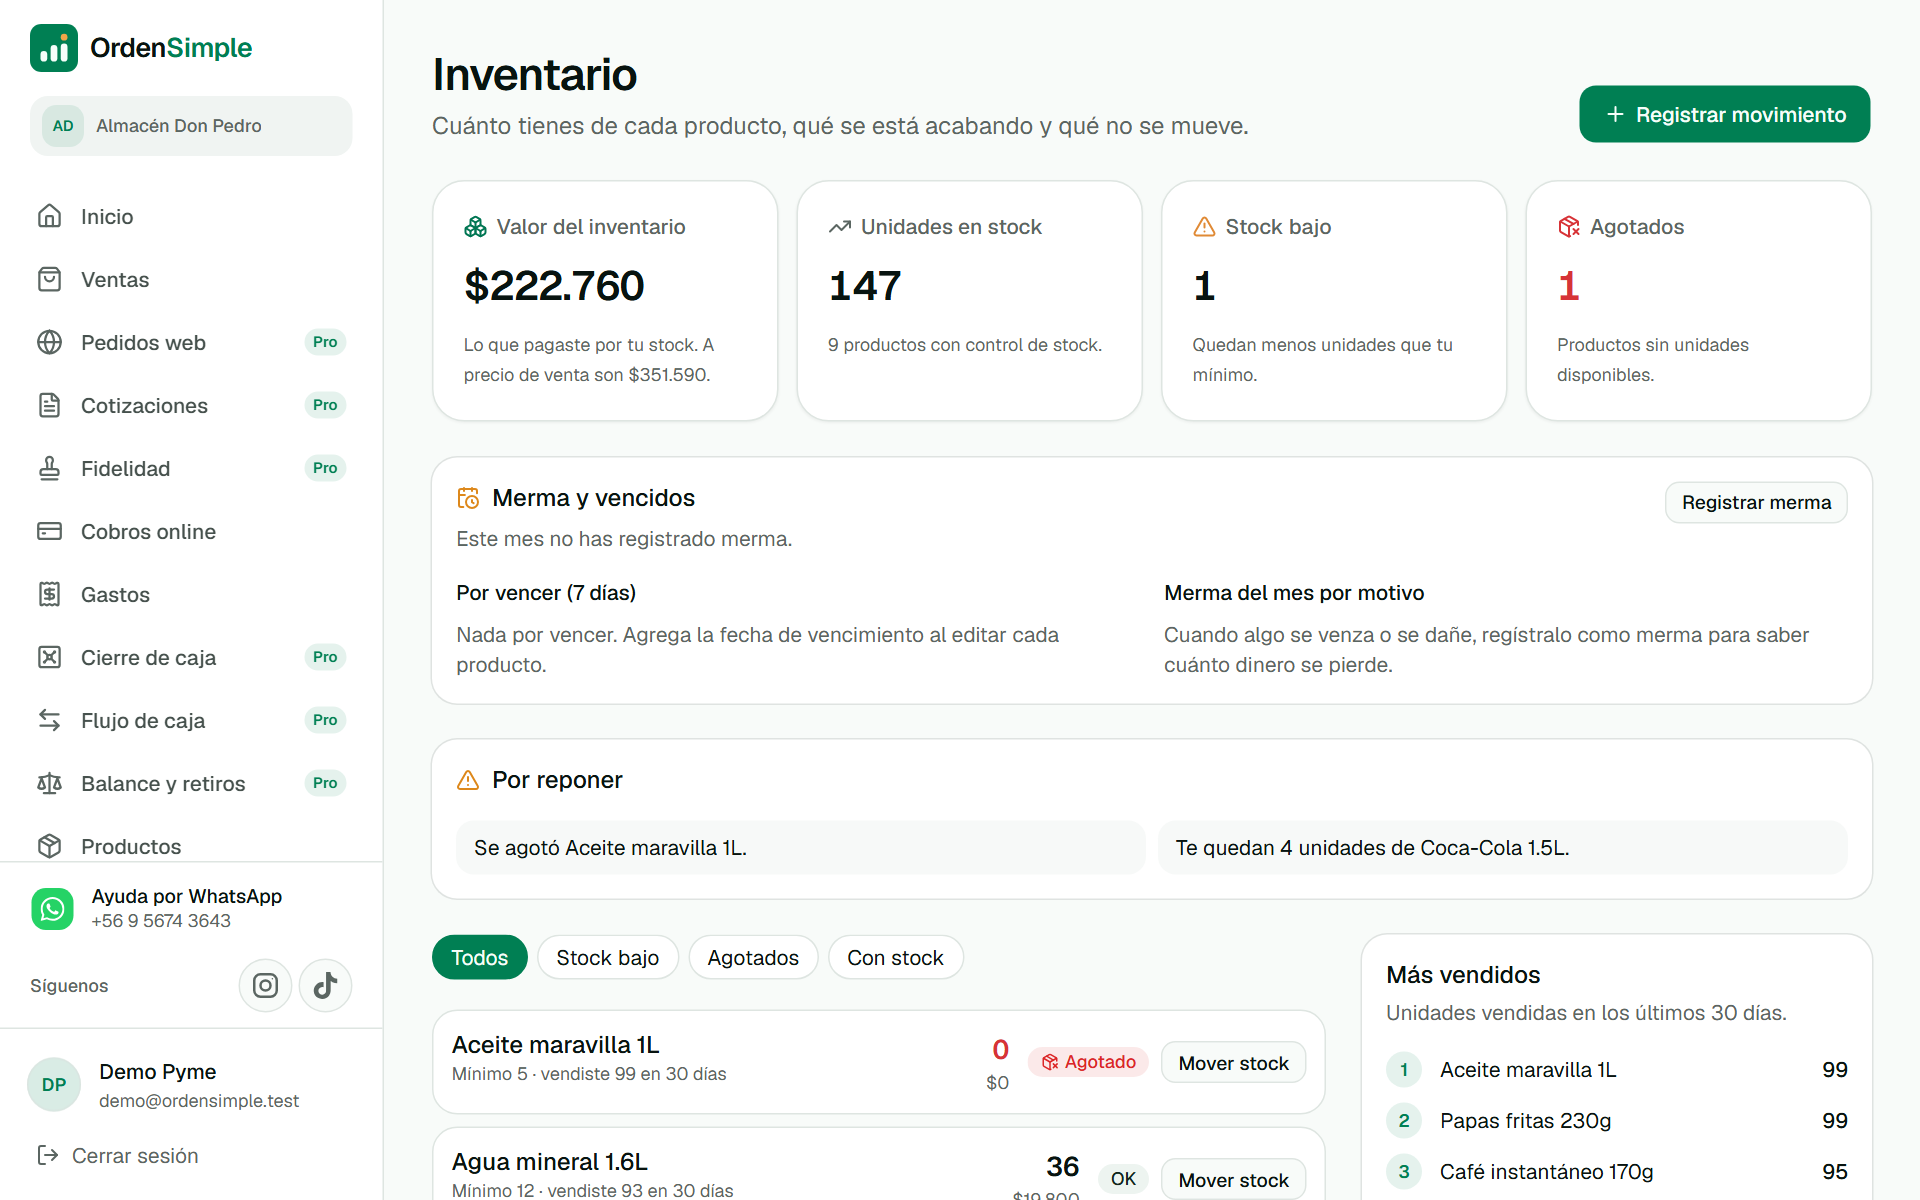 OrdenSimple
AD
Almacén Don Pedro
Inicio
Ventas
Pedidos web
Pro
Cotizaciones
Pro
Fidelidad
Pro
Cobros online
Gastos
Cierre de caja
Pro
Flujo de caja
Pro
Balance y retiros
Pro
Productos
Ayuda por WhatsApp
+56 9 5674 3643
Síguenos
DP
Demo Pyme
demo@ordensimple.test
Cerrar sesión
Inventario
Cuánto tienes de cada producto, qué se está acabando y qué no se mueve.
+ Registrar movimiento
Valor del inventario
$222.760
Lo que pagaste por tu stock. A
precio de venta son $351.590.
Unidades en stock
147
9 productos con control de stock.
Stock bajo
1
Quedan menos unidades que tu
mínimo.
Agotados
1
Productos sin unidades
disponibles.
Merma y vencidos
Este mes no has registrado merma.
Registrar merma
Por vencer (7 días)
Nada por vencer. Agrega la fecha de vencimiento al editar cada
producto.
Merma del mes por motivo
Cuando algo se venza o se dañe, regístralo como merma para saber
cuánto dinero se pierde.
Por reponer
Se agotó Aceite maravilla 1L.
Te quedan 4 unidades de Coca-Cola 1.5L.
Todos
Stock bajo
Agotados
Con stock
Aceite maravilla 1L
Mínimo 5 · vendiste 99 en 30 días
0
$0
Agotado
Mover stock
Agua mineral 1.6L
Mínimo 12 · vendiste 93 en 30 días
36
$19.800
OK
Mover stock
Más vendidos
Unidades vendidas en los últimos 30 días.
1 Aceite maravilla 1L 99
2 Papas fritas 230g 99
3 Café instantáneo 170g 95